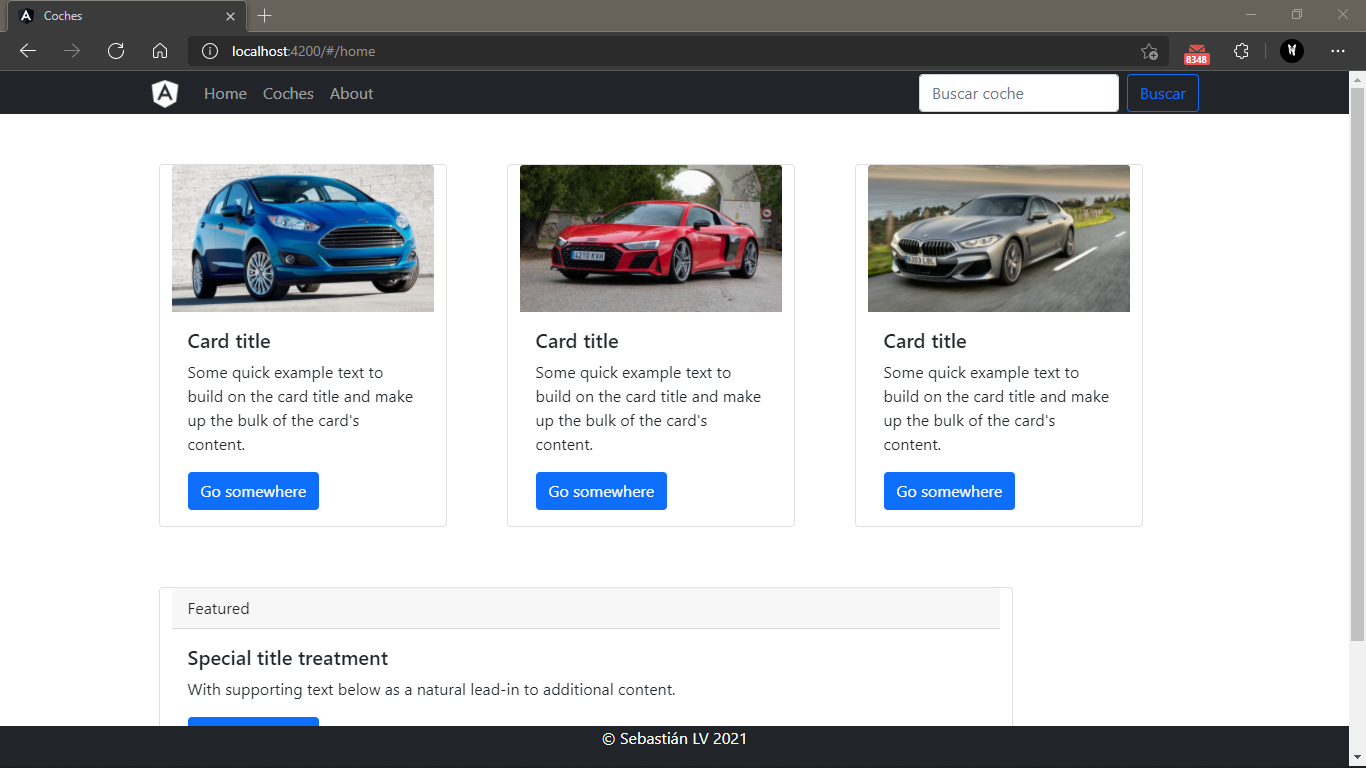 Coches
localhost:4200/#/home
8348
Home Coches About Buscar coche Buscar
4210 KVH
Card title
Some quick example text to
build on the card title and make
up the bulk of the card's
content.
Go somewhere
Card title
Some quick example text to
build on the card title and make
up the bulk of the card's
content.
Go somewhere
Card title
Some quick example text to
build on the card title and make
up the bulk of the card's
content.
Go somewhere
Featured
Special title treatment
With supporting text below as a natural lead-in to additional content.
© Sebastián LV 2021